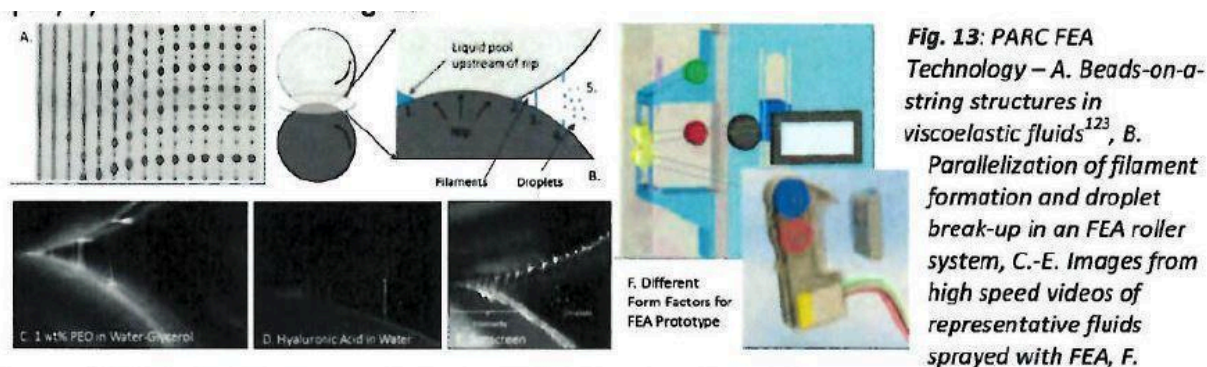 A.
Liquid pool
upstream of nip
5.
Nip
Filaments
Droplets
B.
C. 1 wt% PEO in Water-Glycerol
D. Hyaluronic Acid in Water
Sunscreen
F. Different
Form Factors for
FEA Prototype
Fig. 13: PARC FEA
Technology – A. Beads-on-a-
string structures in
viscoelastic fluids123, B.
Parallelization of filament
formation and droplet
break-up in an FEA roller
system, C.-E. Images from
high speed videos of
representative fluids
sprayed with FEA, F.